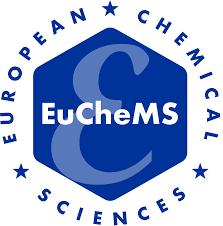 EUROPEAN ★ CHEMICAL ★ SCIENCES ★
ℰ
EuCheMS